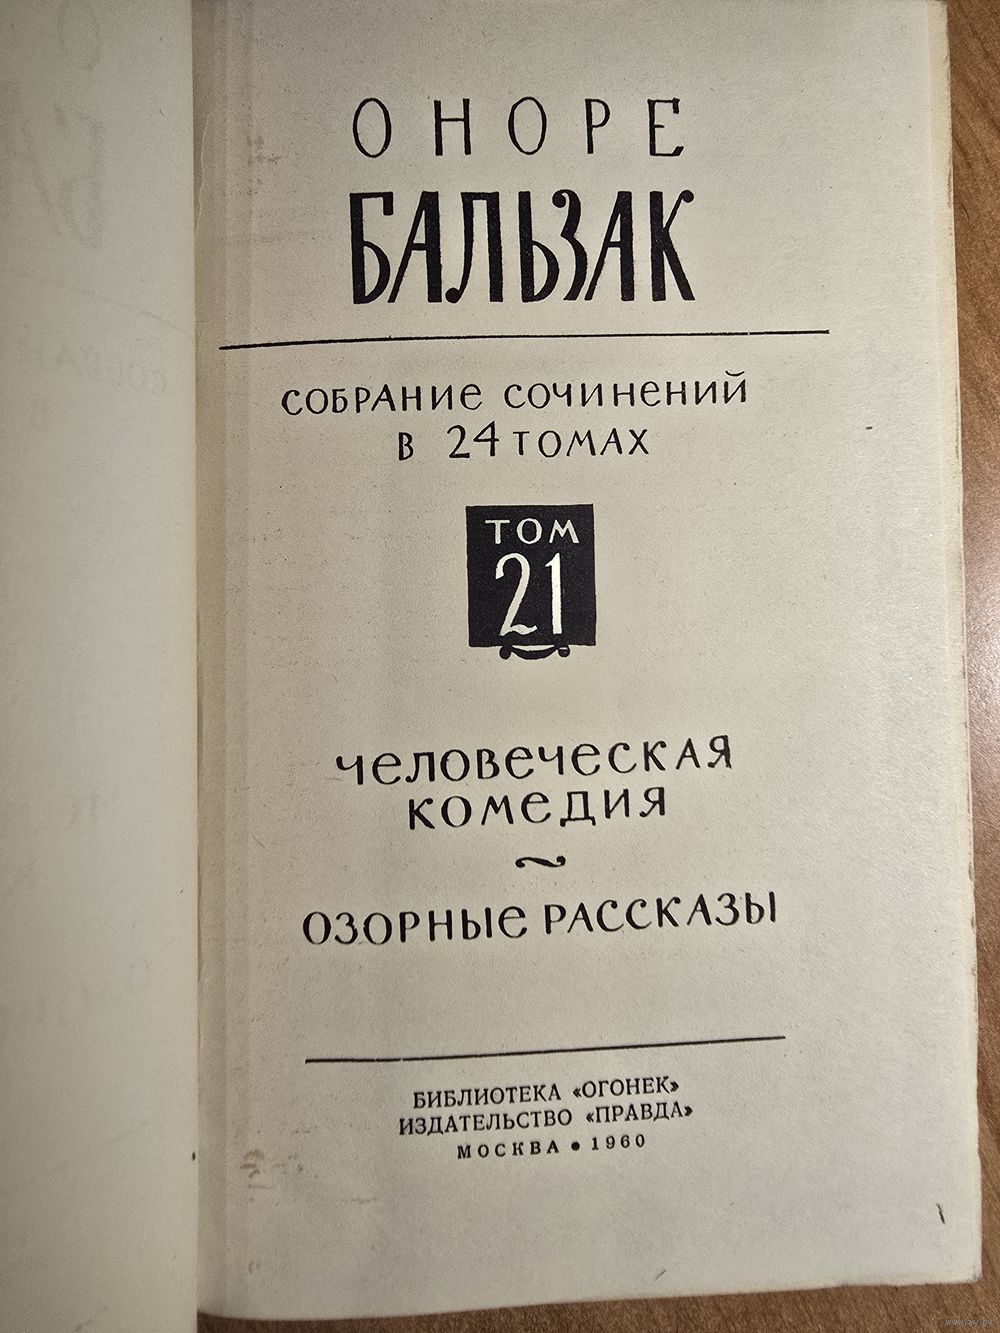 ОНОРЕ
БАЛЬЗАК
СОБРАНИЕ СОЧИНЕНИЙ
В 24 ТОМАХ
ТОМ
21
ЧЕЛОВЕЧЕСКАЯ
КОМЕДИЯ
~
ОЗОРНЫЕ РАССКАЗЫ
БИБЛИОТЕКА «ОГОНЕК»
ИЗДАТЕЛЬСТВО «ПРАВДА»
МОСКВА • 1960